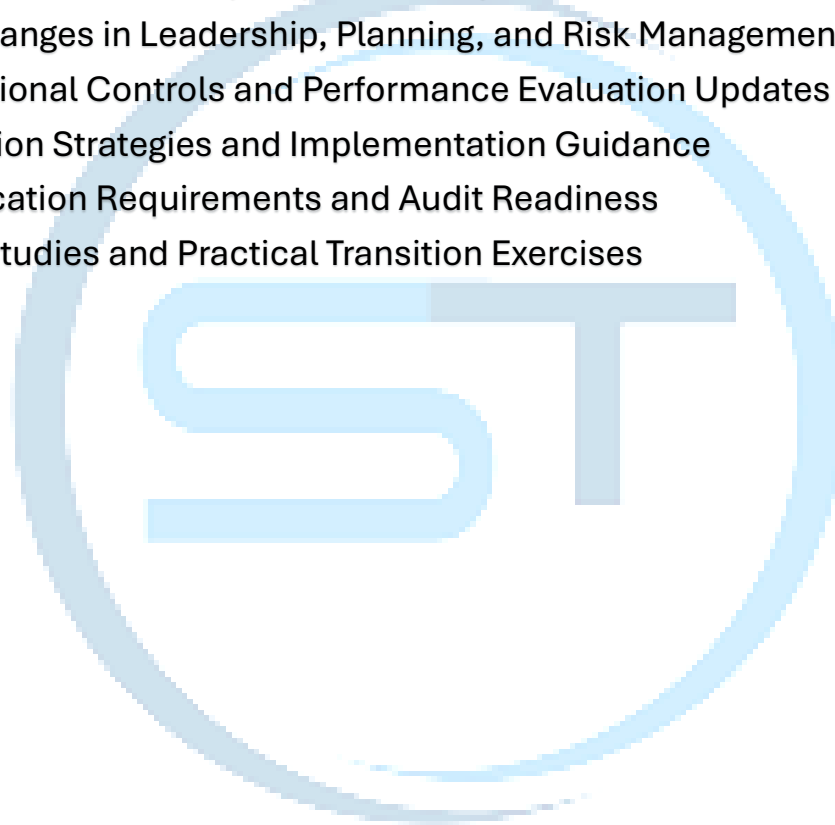 anges in Leadership, Planning, and Risk Managemen
ional Controls and Performance Evaluation Updates
ion Strategies and Implementation Guidance
cation Requirements and Audit Readiness
tudies and Practical Transition Exercises
ST